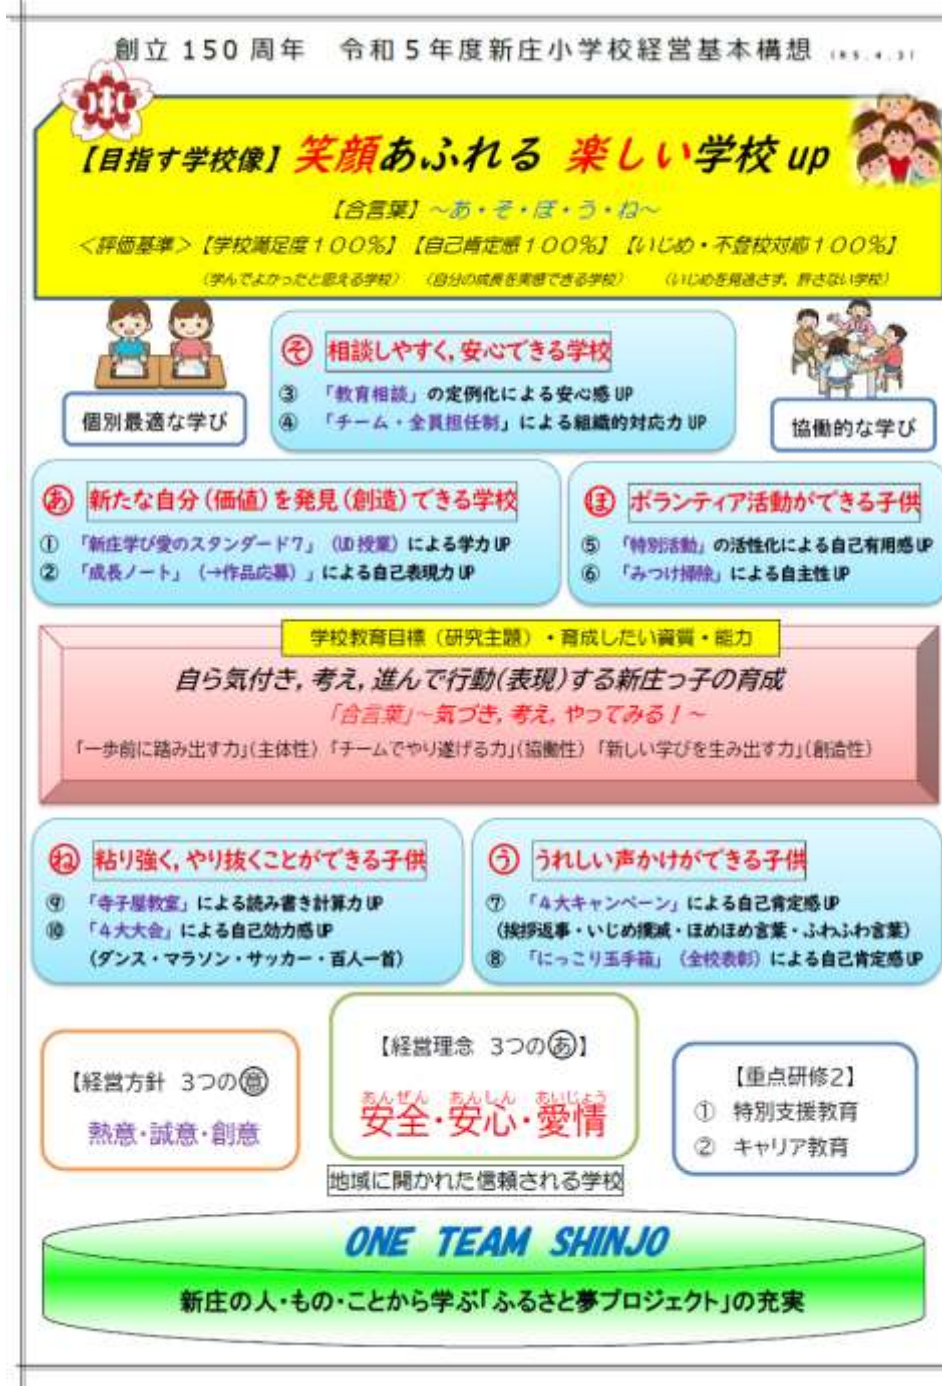 創立150周年　令和5年度新庄小学校経営基本構想 (R5.4.3)
【目指す学校像】笑顔あふれる 楽しい学校up
【合言葉】～あ・そ・ぼ・う・ね～
＜評価基準＞【学校満足度100％】【自己肯定感100％】【いじめ・不登校対応100％】
（学んでよかったと思える学校）（自分の成長を実感できる学校）（いじめを見逃さず，許さない学校）
そ 相談しやすく，安心できる学校
③ 「教育相談」の定例化による安心感UP
④ 「チーム・全員担任制」による組織的対応力UP
個別最適な学び
協働的な学び
あ 新たな自分（価値）を発見（創造）できる学校
① 「新庄学び愛のスタンダード7」（UD授業）による学力UP
② 「成長ノート」（→作品応募）」による自己表現力UP
ほ ボランティア活動ができる子供
⑤ 「特別活動」の活性化による自己有用感UP
⑥ 「みつけ掃除」による自主性UP
学校教育目標（研究主題）・育成したい資質・能力
自ら気付き，考え，進んで行動（表現）する新庄っ子の育成
「合言葉」～気づき，考え，やってみる！～
「一歩前に踏み出す力」（主体性）「チームでやり遂げる力」（協働性）「新しい学びを生み出す力」（創造性）
ね 粘り強く，やり抜くことができる子供
⑨ 「寺子屋教室」による読み書き計算力UP
⑩ 「4大大会」による自己効力感UP
（ダンス・マラソン・サッカー・百人一首）
う うれしい声かけができる子供
⑦ 「4大キャンペーン」による自己肯定感UP
（挨拶返事・いじめ撲滅・ほめほめ言葉・ふわふわ言葉）
⑧ 「にっこり玉手箱」（全校表彰）による自己肯定感UP
【経営方針 3つの意】
熱意・誠意・創意
【経営理念 3つのあ】
あんぜん あんしん あいじょう
安全・安心・愛情
【重点研修2】
① 特別支援教育
② キャリア教育
地域に開かれた信頼される学校
ONE TEAM SHINJO
新庄の人・もの・ことから学ぶ「ふるさと夢プロジェクト」の充実